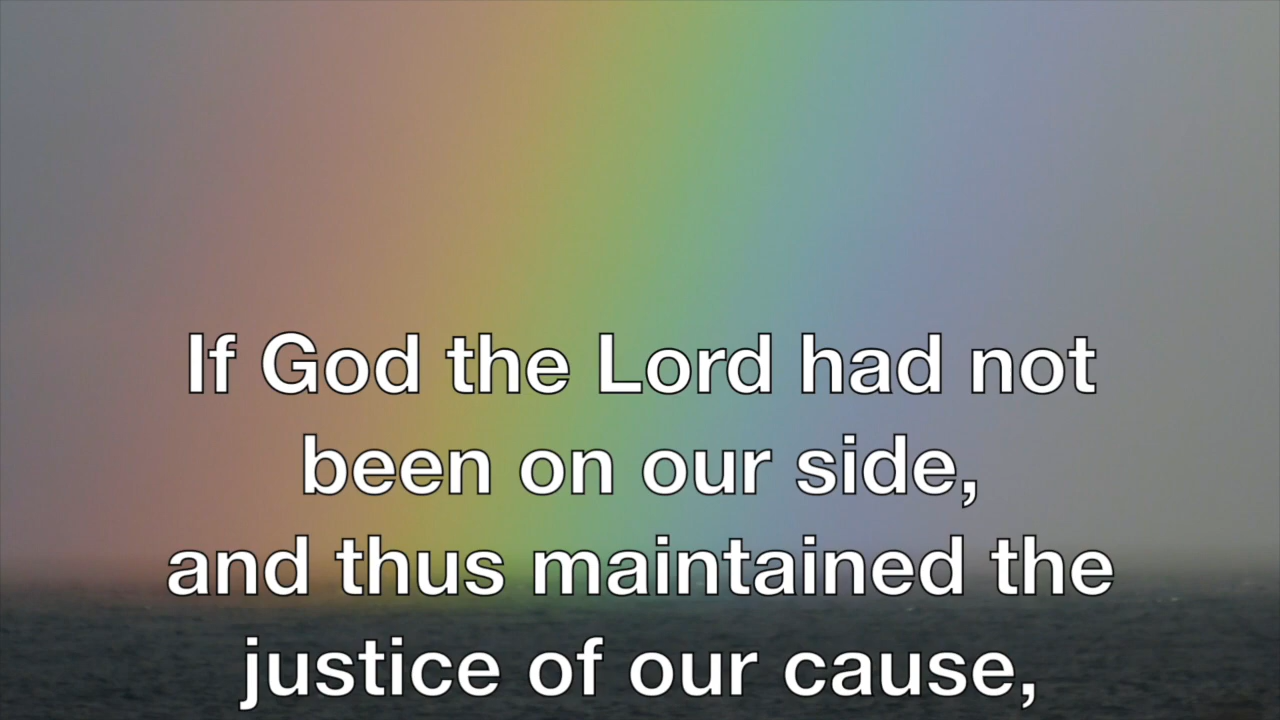 If God the Lord had not
been on our side,
and thus maintained the
justice of our cause,